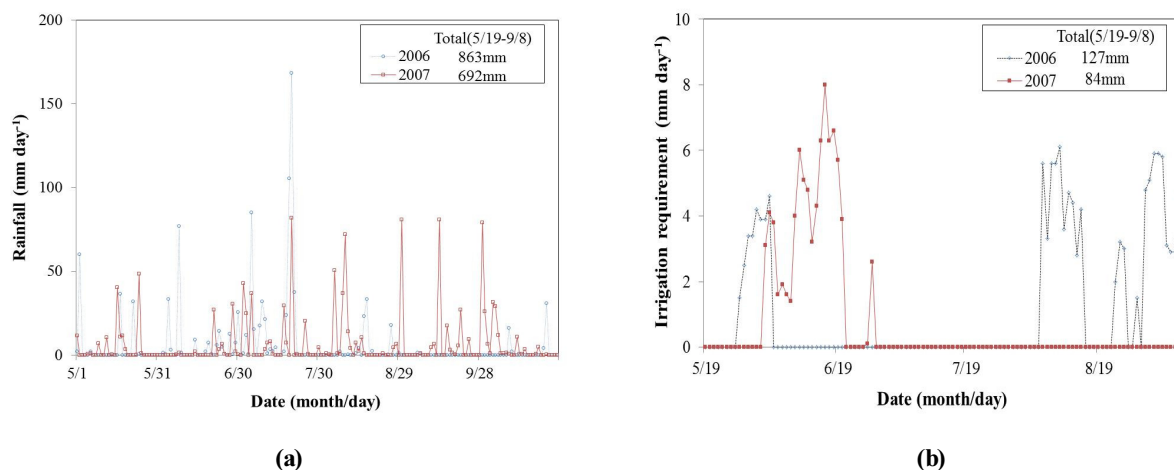 Total(5/19-9/8)
2006 863mm
2007 692mm
200
150
100
50
0
Rainfall (mm day⁻¹)
5/1 5/31 6/30 7/30 8/29 9/28
Date (month/day)
(a)
Total(5/19-9/8)
2006 127mm
2007 84mm
10
8
6
4
2
0
Irrigation requirement (mm day⁻¹)
5/19 6/19 7/19 8/19
Date (month/day)
(b)